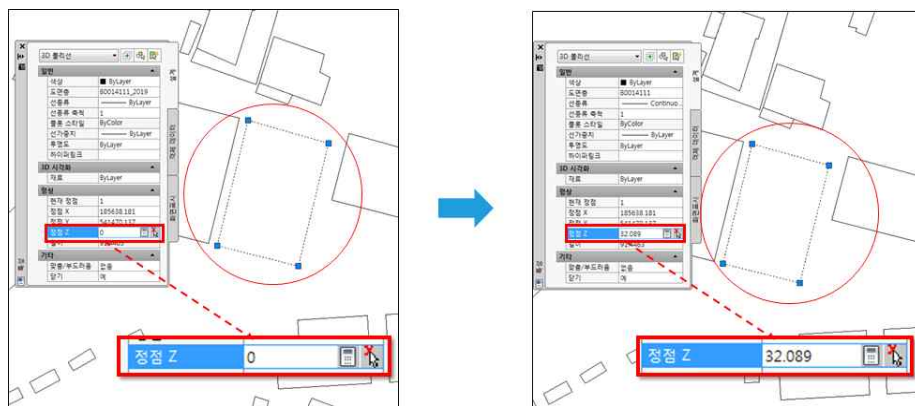 3D 폴리선
일반
색상 ByLayer
도면층 B0014111_2019
선종류 ByLayer
선종류 축척 1
플롯 스타일 ByColor
선가중치 ByLayer
투명도 ByLayer
하이퍼링크
3D 시각화
재료 ByLayer
형상
현재 정점 1
정점 X 185638.181
정점 Z 0
기타
맞춤/부드러움 없음
닫기 예
정점 Z 0
3D 폴리선
일반
색상 ByLayer
도면층 B0014111
선종류 Continuo...
선종류 축척 1
플롯 스타일 ByColor
선가중치 ByLayer
투명도 ByLayer
하이퍼링크
3D 시각화
재료 ByLayer
형상
현재 정점 1
정점 X 185638.181
정점 Z 32.089
기타
맞춤/부드러움 없음
닫기 예
정점 Z 32.089